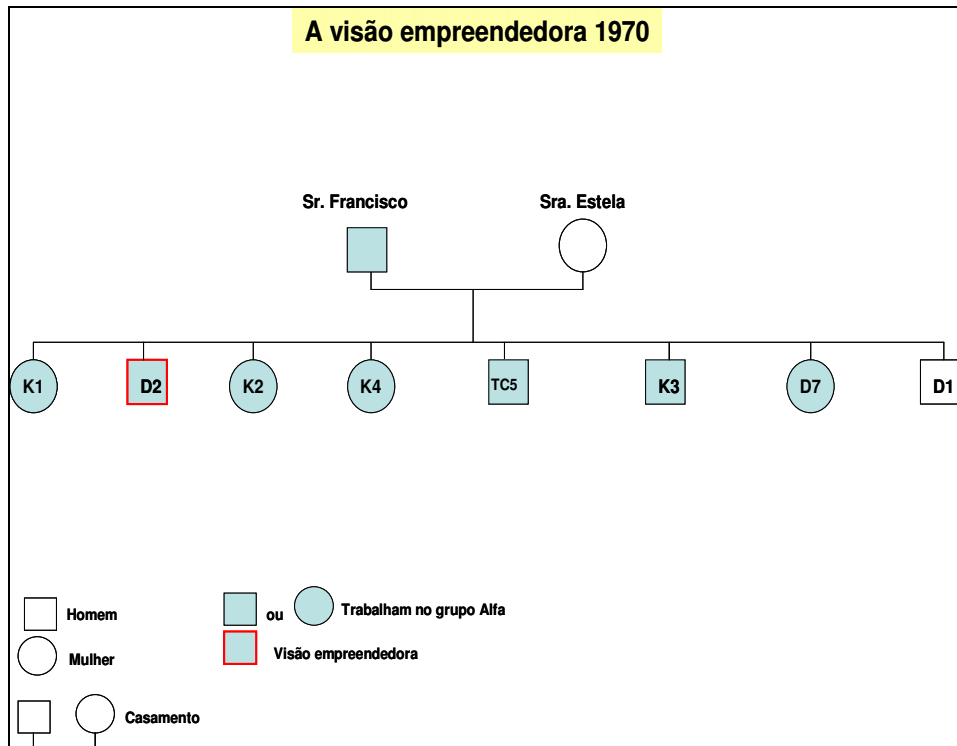 A visão empreendedora 1970
Sr. Francisco
Sra. Estela
K1
D2
K2
K4
TC5
K3
D7
D1
Homem
ou
Trabalham no grupo Alfa
Mulher
Visão empreendedora
Casamento